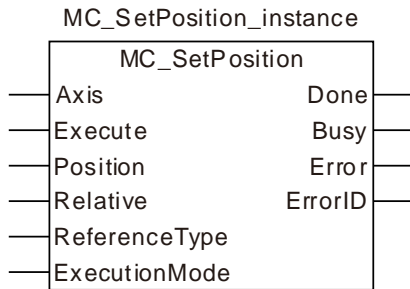 MC_SetPosition_instance
MC_SetPosition
Axis Done
Execute Busy
Position Error
Relative ErrorID
ReferenceType
ExecutionMode